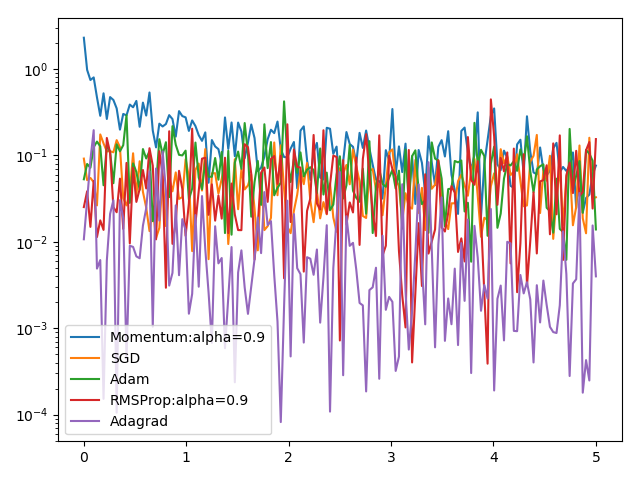 10⁰
10⁻¹
10⁻²
10⁻³
10⁻⁴
Momentum:alpha=0.9
SGD
Adam
RMSProp:alpha=0.9
Adagrad
0 1 2 3 4 5